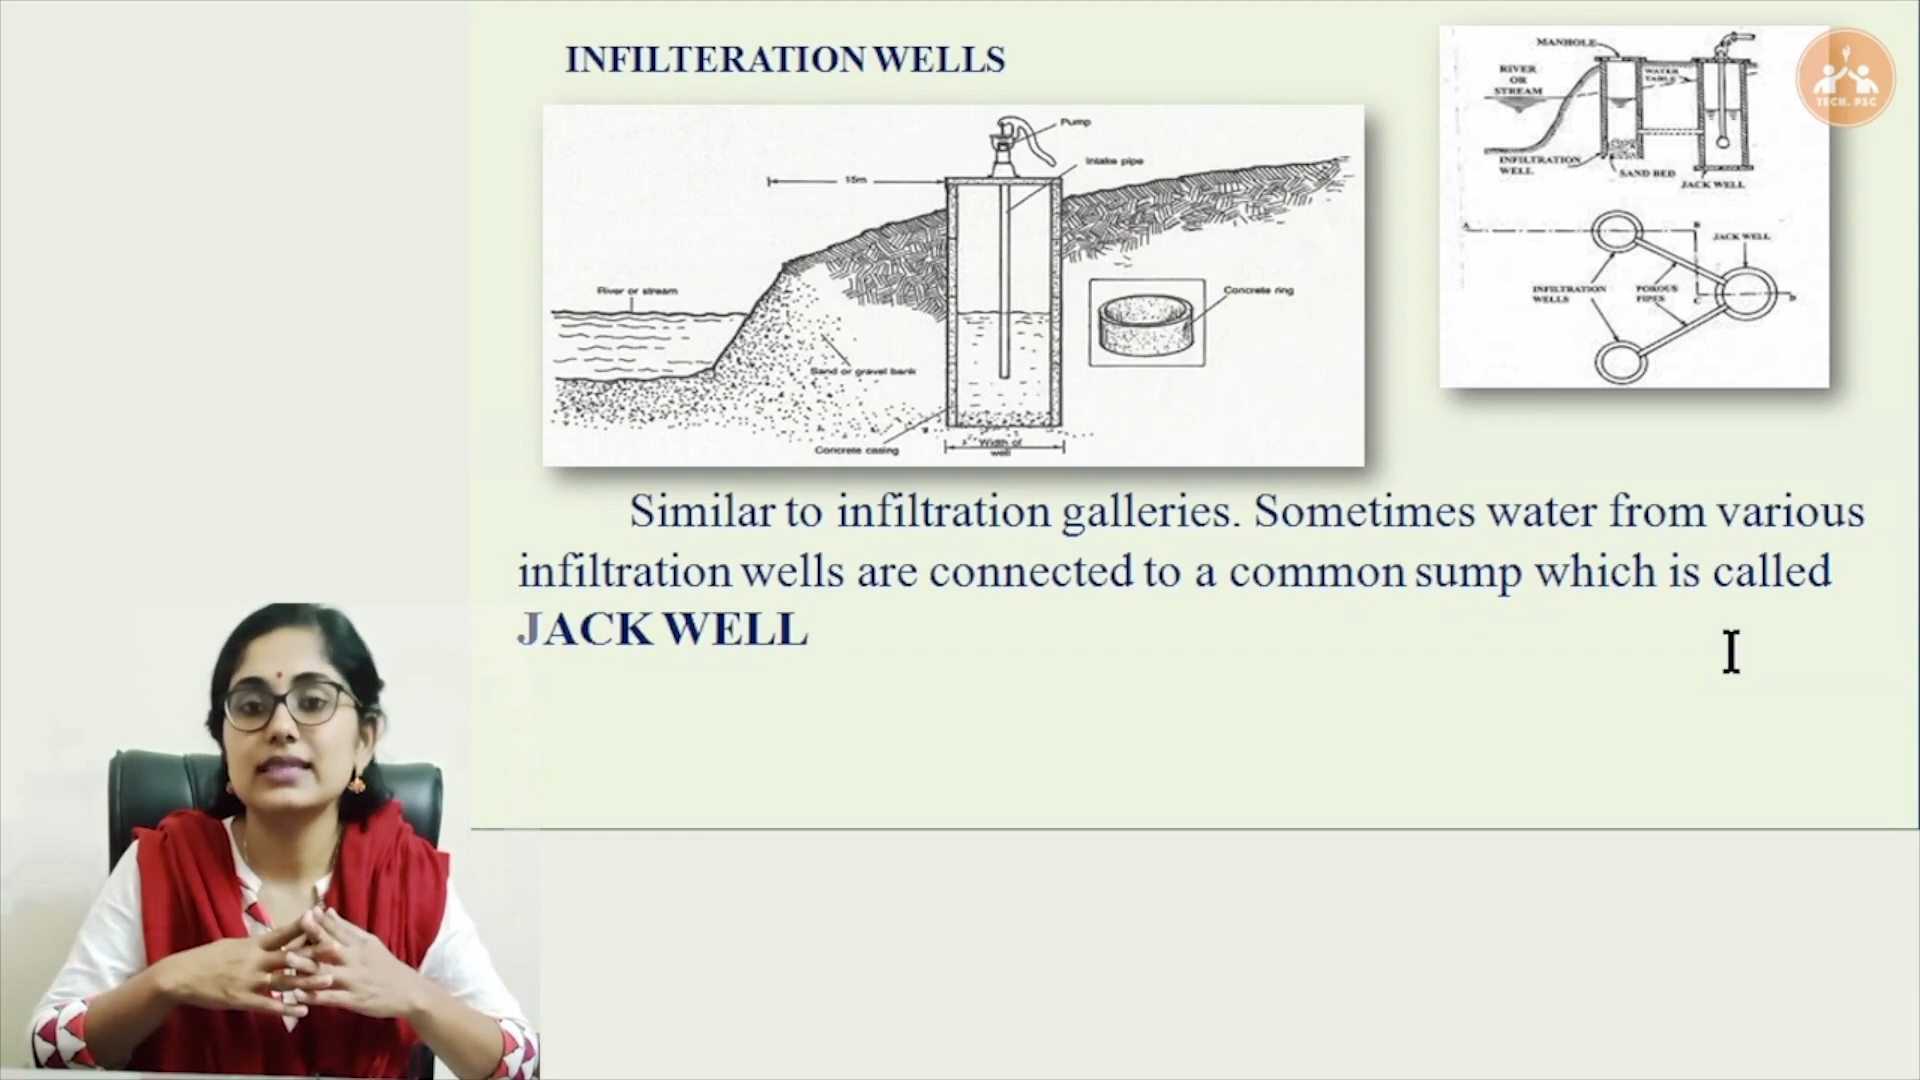 INFILTERATION WELLS
Pump
Intake pipe
15m
River or stream
Concrete ring
Sand or gravel bank
Concrete casing
Width of
well
MANHOLE
RIVER
OR
STREAM
WATER
TABLE
INFILTRATION
WELL
SAND BED
JACK WELL
A
B
JACK WELL
INFILTRATION
WELLS
POROUS
PIPES
C
D
TECH. PSC
Similar to infiltration galleries. Sometimes water from various
infiltration wells are connected to a common sump which is called
JACK WELL